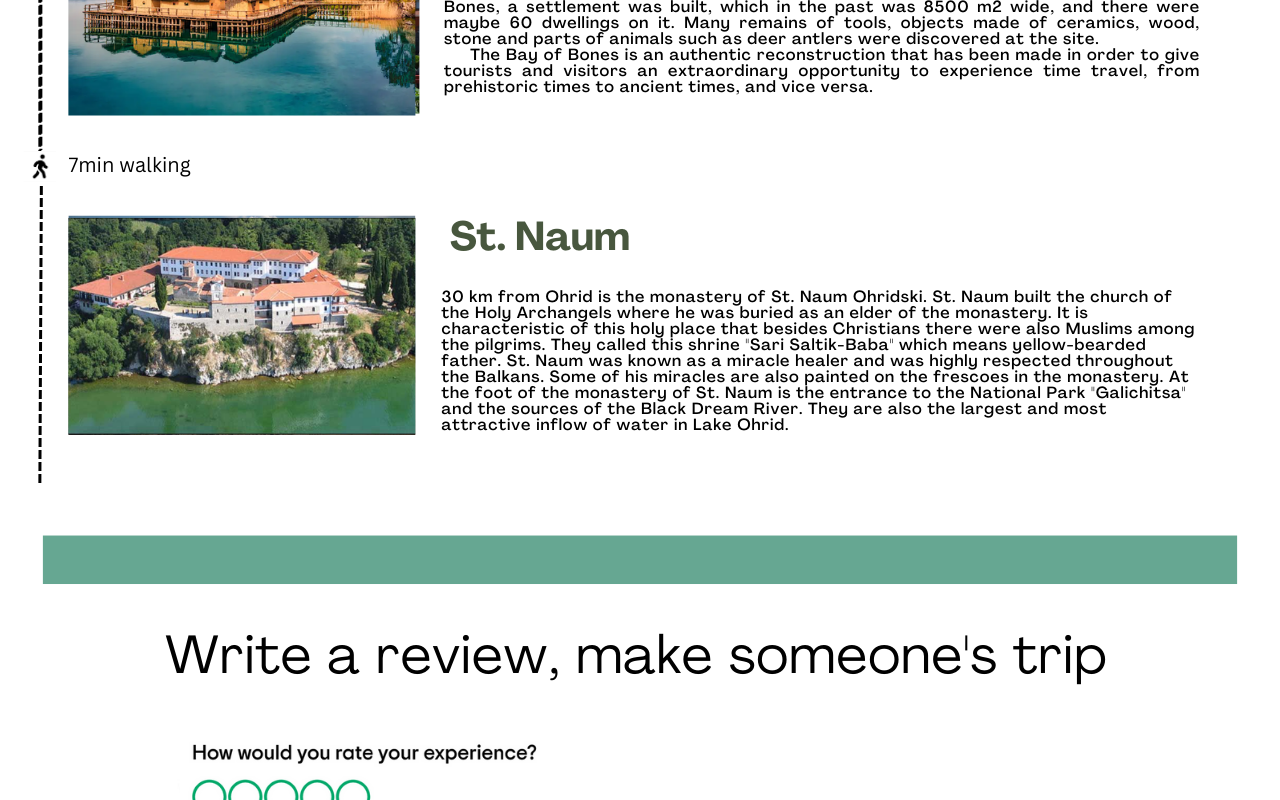 Bones, a settlement was built, which in the past was 8500 m2 wide, and there were
maybe 60 dwellings on it. Many remains of tools, objects made of ceramics, wood,
stone and parts of animals such as deer antlers were discovered at the site.
The Bay of Bones is an authentic reconstruction that has been made in order to give
tourists and visitors an extraordinary opportunity to experience time travel, from
prehistoric times to ancient times, and vice versa.
7min walking
St. Naum
30 km from Ohrid is the monastery of St. Naum Ohridski. St. Naum built the church of
the Holy Archangels where he was buried as an elder of the monastery. It is
characteristic of this holy place that besides Christians there were also Muslims among
the pilgrims. They called this shrine "Sari Saltik-Baba" which means yellow-bearded
father. St. Naum was known as a miracle healer and was highly respected throughout
the Balkans. Some of his miracles are also painted on the frescoes in the monastery. At
the foot of the monastery of St. Naum is the entrance to the National Park "Galichitsa"
and the sources of the Black Dream River. They are also the largest and most
attractive inflow of water in Lake Ohrid.
Write a review, make someone's trip
How would you rate your experience?